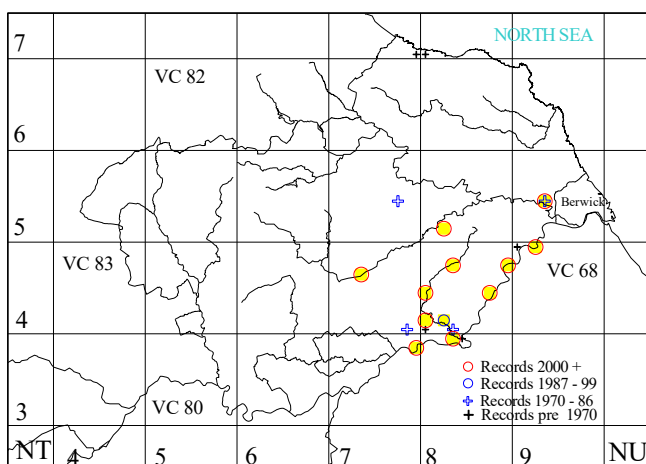 7
NORTH SEA
VC 82
6
Berwick
5
VC 83
VC 68
4
Records 2000 +
Records 1987 - 99
VC 80
Records 1970 - 86
Records pre 1970
3
NT 4 5 6 7 8 9 NU